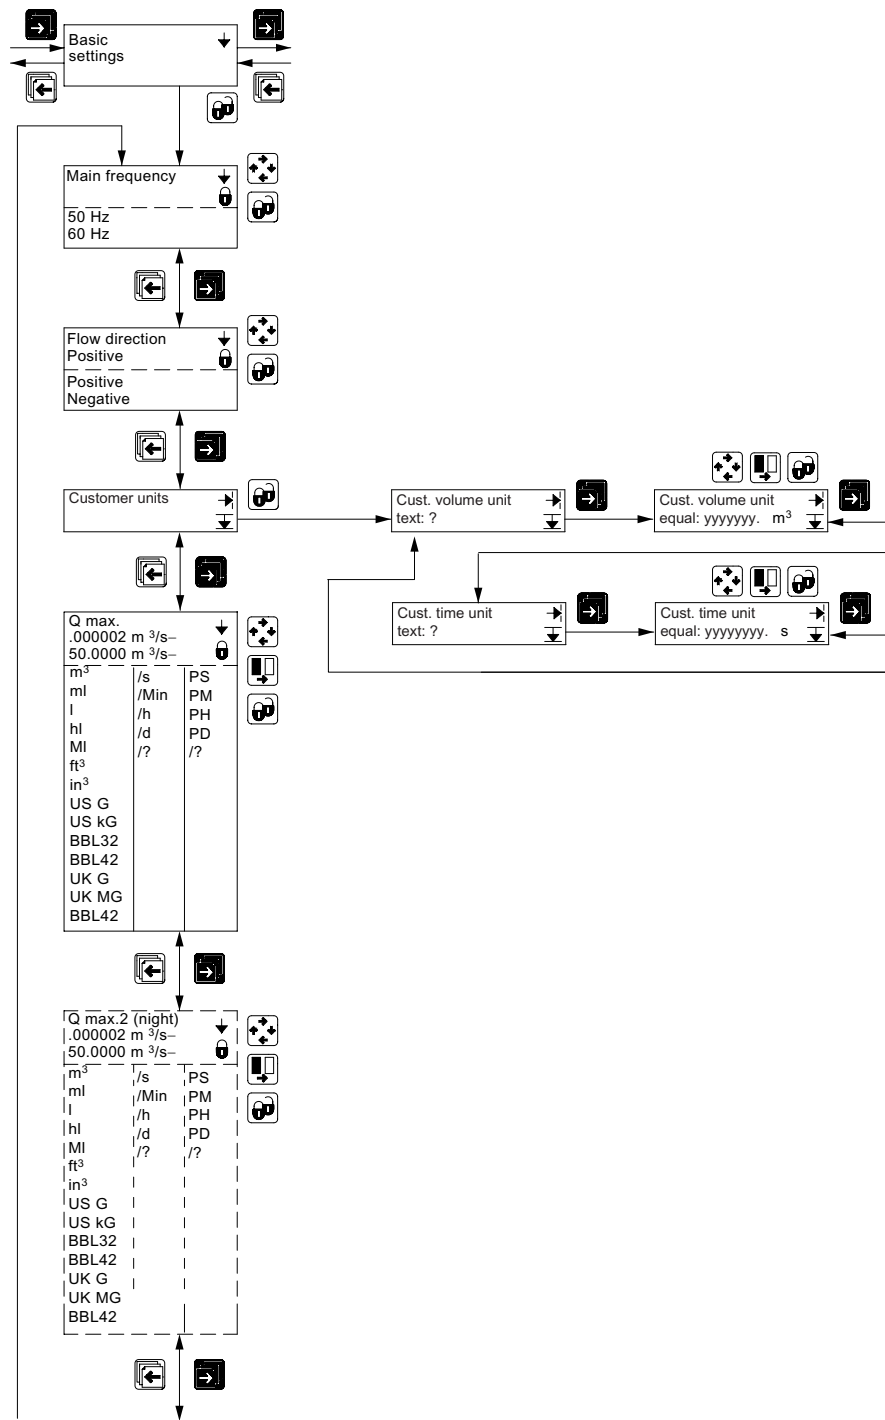 Basic
settings
Main frequency
50 Hz
60 Hz
Flow direction
Positive
Positive
Negative
Customer units
Cust. volume unit
text: ?
Cust. volume unit
equal: yyyyyyy. m³
Cust. time unit
text: ?
Cust. time unit
equal: yyyyyyyy. s
Q max.
.000002 m ³/s–
50.0000 m ³/s–
m³ /s PS
ml /Min PM
l /h PH
hl /d PD
Ml /? /?
ft³
in³
US G
US kG
BBL32
BBL42
UK G
UK MG
BBL42
Q max.2 (night)
.000002 m ³/s–
50.0000 m ³/s–
m³ /s PS
ml /Min PM
l /h PH
hl /d PD
Ml /? /?
ft³
in³
US G
US kG
BBL32
BBL42
UK G
UK MG
BBL42